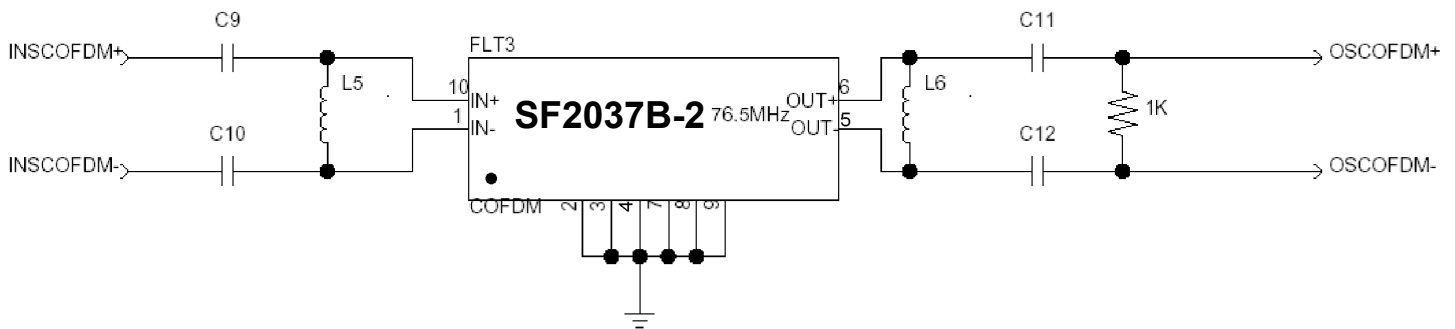 C9
C11
INSCOFDM+
FLT3
OSCOFDM+
L5
L6
10
IN+
SF2037B-2
76.5MHz
OUT+
6
1K
1
IN-
OUT-
5
C10
C12
INSCOFDM-
OSCOFDM-
COFDM
2
3
4
7
8
9